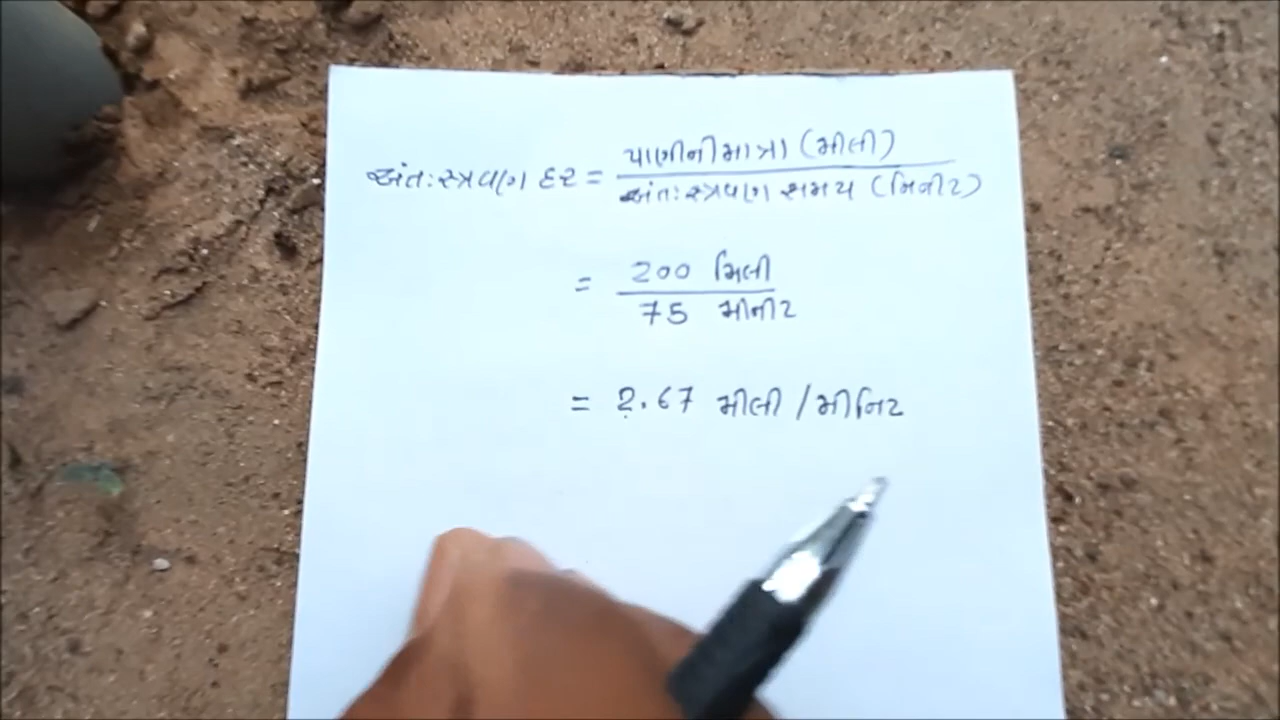 અંતઃસ્ત્રવણ દર = પાણીની માત્રા (મીલી)
અંતઃસ્ત્રવણ સમય (મિનીટ)
= 200 મિલી
75 મીનીટ
= 2.67 મીલી / મીનિટ